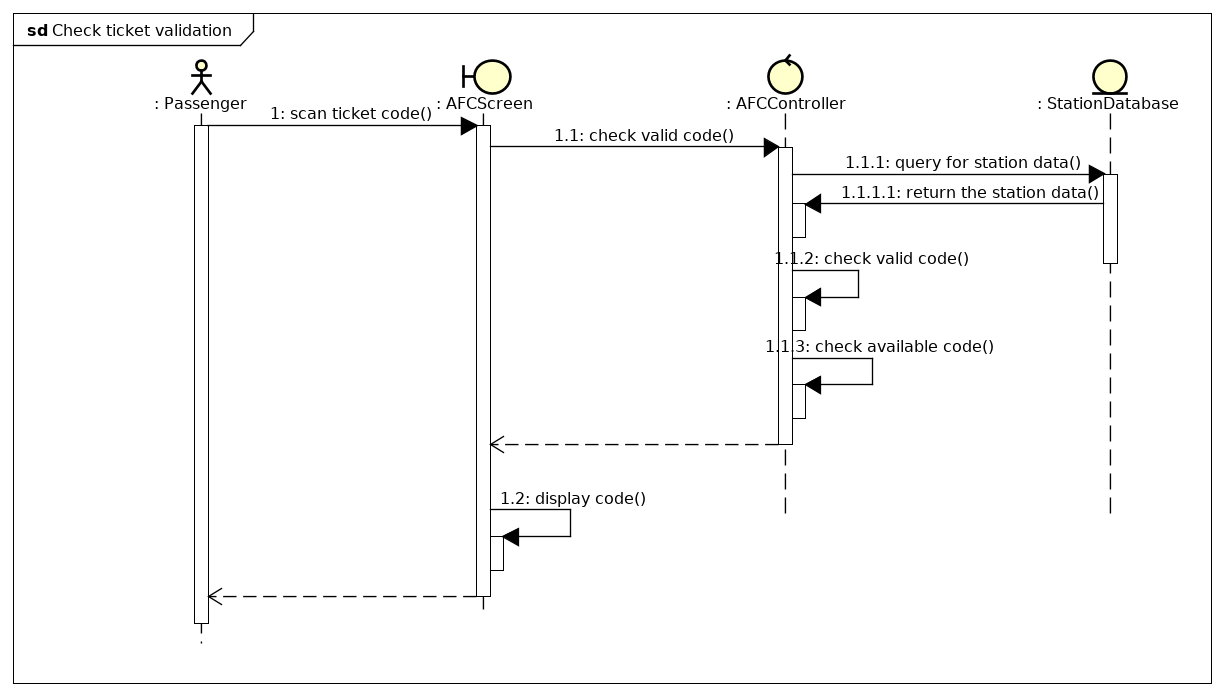 sd Check ticket validation
: Passenger
: AFCScreen
: AFCController
: StationDatabase
1: scan ticket code()
1.1: check valid code()
1.1.1: query for station data()
1.1.1.1: return the station data()
1.1.2: check valid code()
1.1.3: check available code()
1.2: display code()